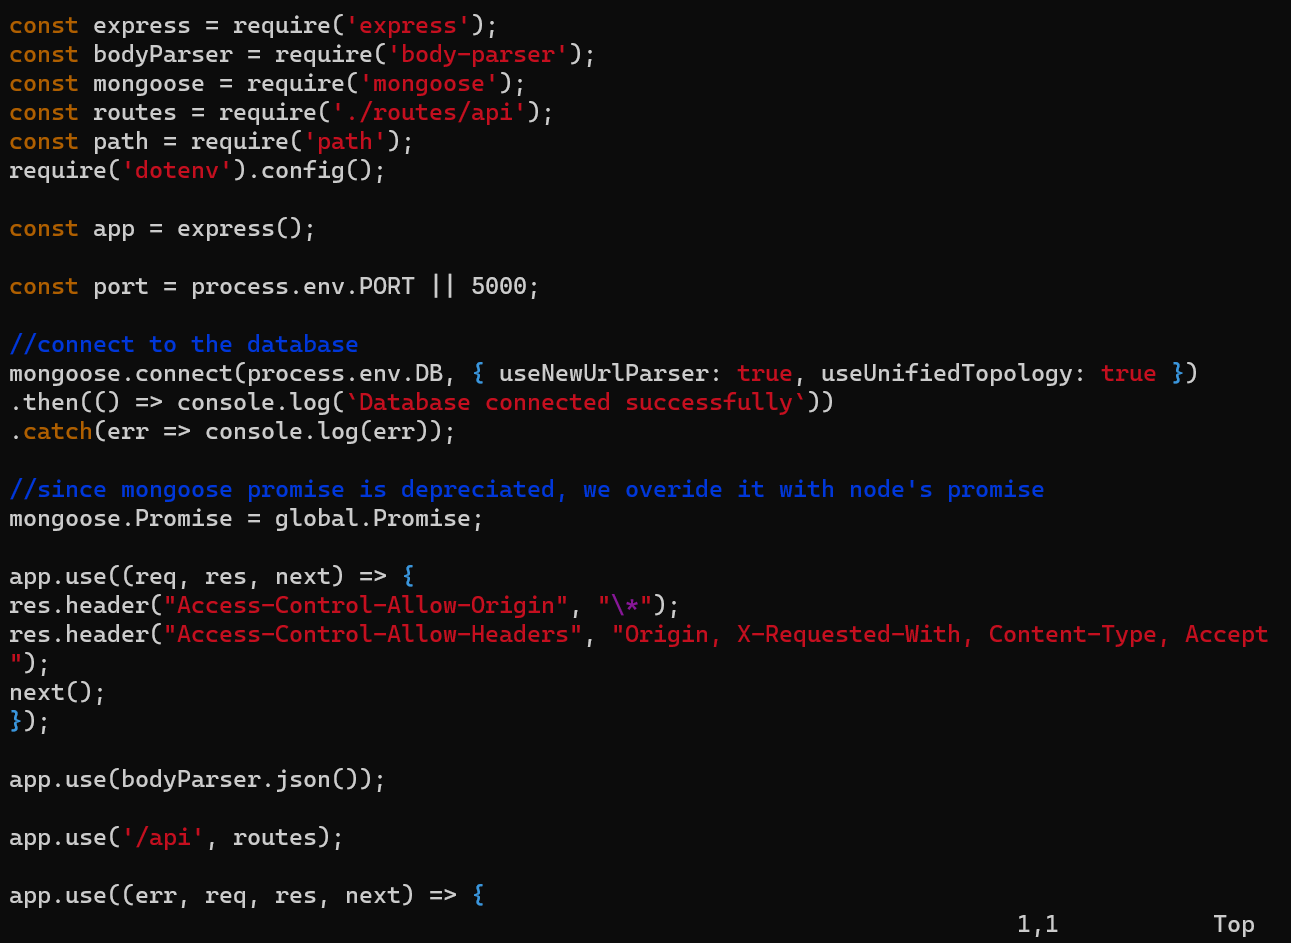 const express = require('express');
const bodyParser = require('body-parser');
const mongoose = require('mongoose');
const routes = require('./routes/api');
const path = require('path');
require('dotenv').config();

const app = express();

const port = process.env.PORT || 5000;

//connect to the database
mongoose.connect(process.env.DB, { useNewUrlParser: true, useUnifiedTopology: true })
.then(() => console.log(`Database connected successfully`))
.catch(err => console.log(err));

//since mongoose promise is depreciated, we overide it with node's promise
mongoose.Promise = global.Promise;

app.use((req, res, next) => {
res.header("Access-Control-Allow-Origin", "\*");
res.header("Access-Control-Allow-Headers", "Origin, X-Requested-With, Content-Type, Accept
");
next();
});

app.use(bodyParser.json());

app.use('/api', routes);

app.use((err, req, res, next) => {
1,1 Top